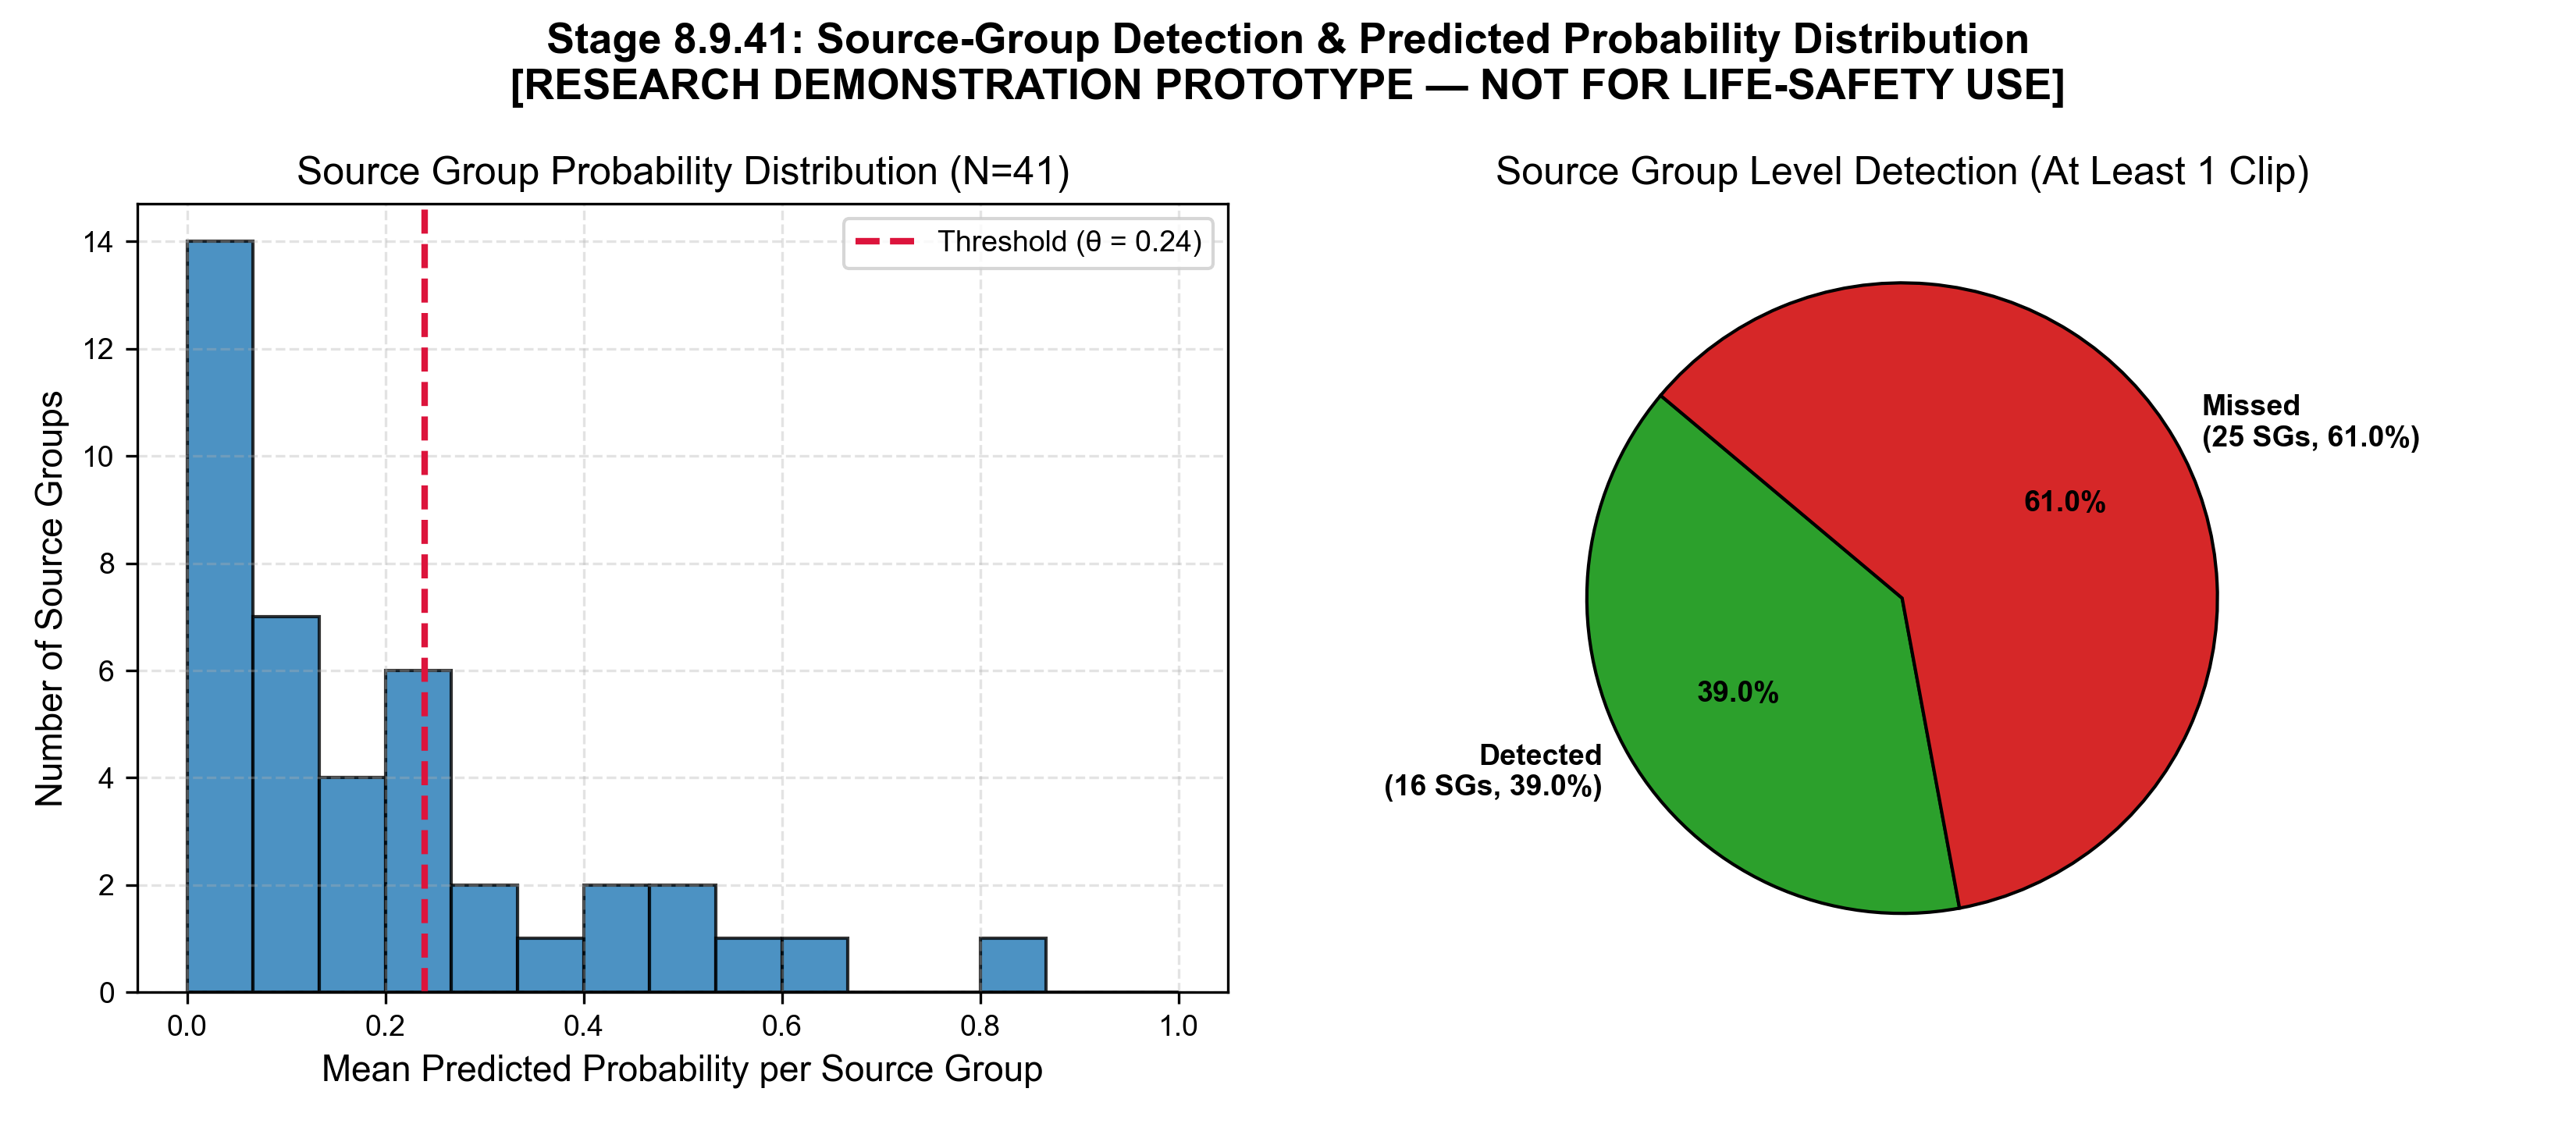 Stage 8.9.41: Source-Group Detection & Predicted Probability Distribution
[RESEARCH DEMONSTRATION PROTOTYPE — NOT FOR LIFE-SAFETY USE]
Source Group Probability Distribution (N=41)
Threshold (θ = 0.24)
Number of Source Groups
14
12
10
8
6
4
2
0
0.0
0.2
0.4
0.6
0.8
1.0
Mean Predicted Probability per Source Group
Source Group Level Detection (At Least 1 Clip)
Missed
(25 SGs, 61.0%)
61.0%
39.0%
Detected
(16 SGs, 39.0%)